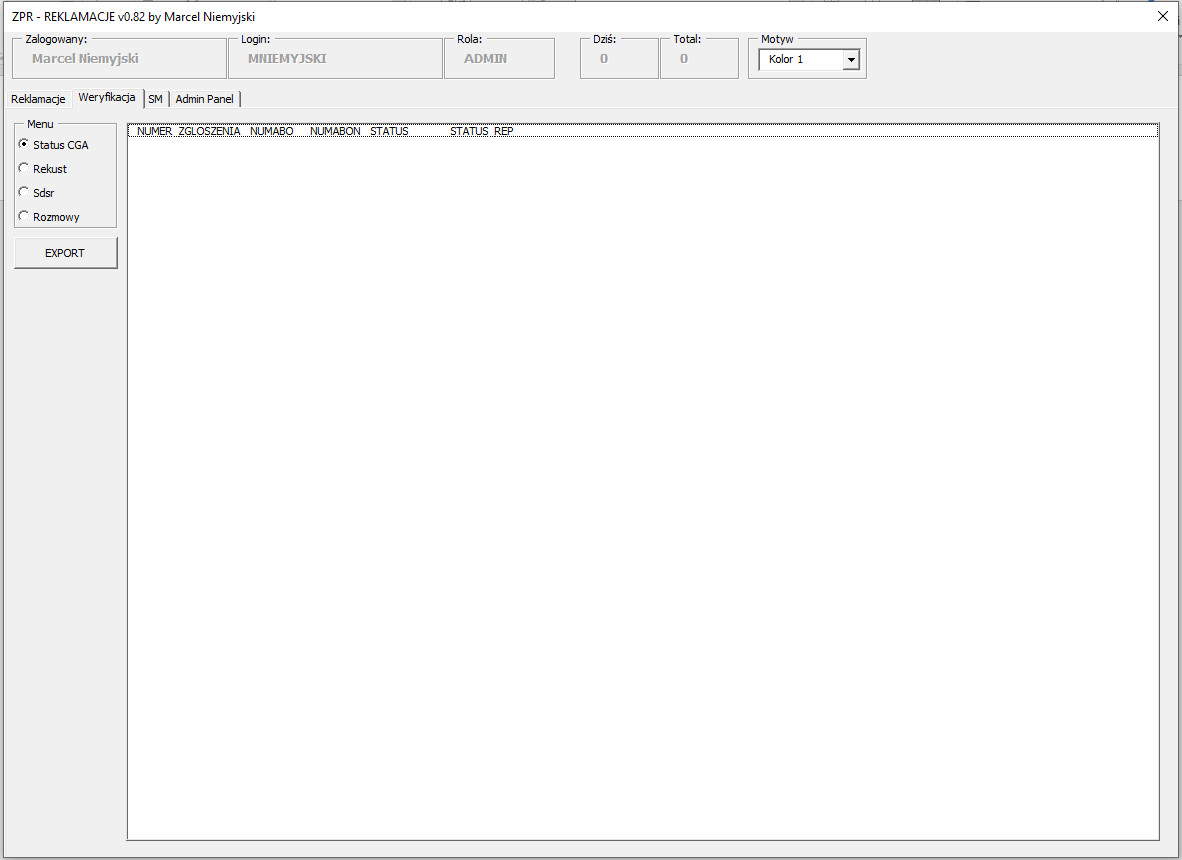 ZPR - REKLAMACJE v0.82 by Marcel Niemyjski
Zalogowany: Login: Rola: Dziś: Total: Motyw
Marcel Niemyjski MNIEMYJSKI ADMIN 0 0 Kolor 1
Reklamacje Weryfikacja SM Admin Panel
Menu
NUMER_ZGLOSZENIA NUMABO NUMABON STATUS STATUS_REP
Status CGA
Rekust
Sdsr
Rozmowy
EXPORT